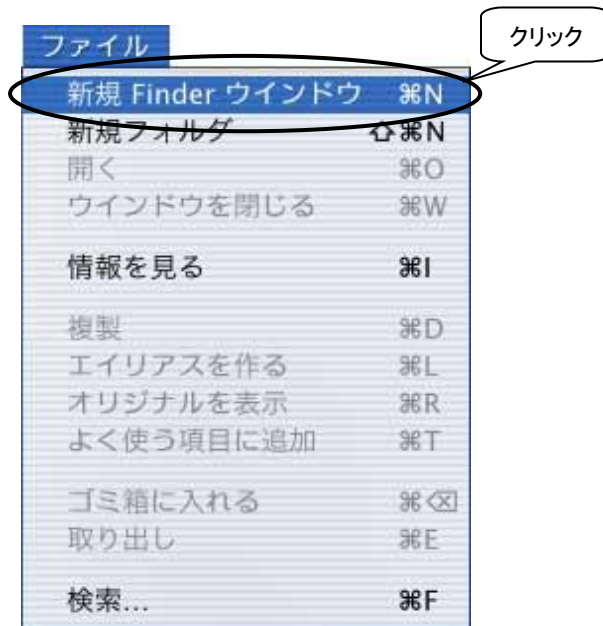 クリック
ファイル
新規 Finder ウインドウ ⌘N
新規フォルダ ⇧⌘N
開く ⌘O
ウインドウを閉じる ⌘W
情報を見る ⌘I
複製 ⌘D
エイリアスを作る ⌘L
オリジナルを表示 ⌘R
よく使う項目に追加 ⌘T
ゴミ箱に入れる ⌘⌫
取り出し ⌘E
検索... ⌘F